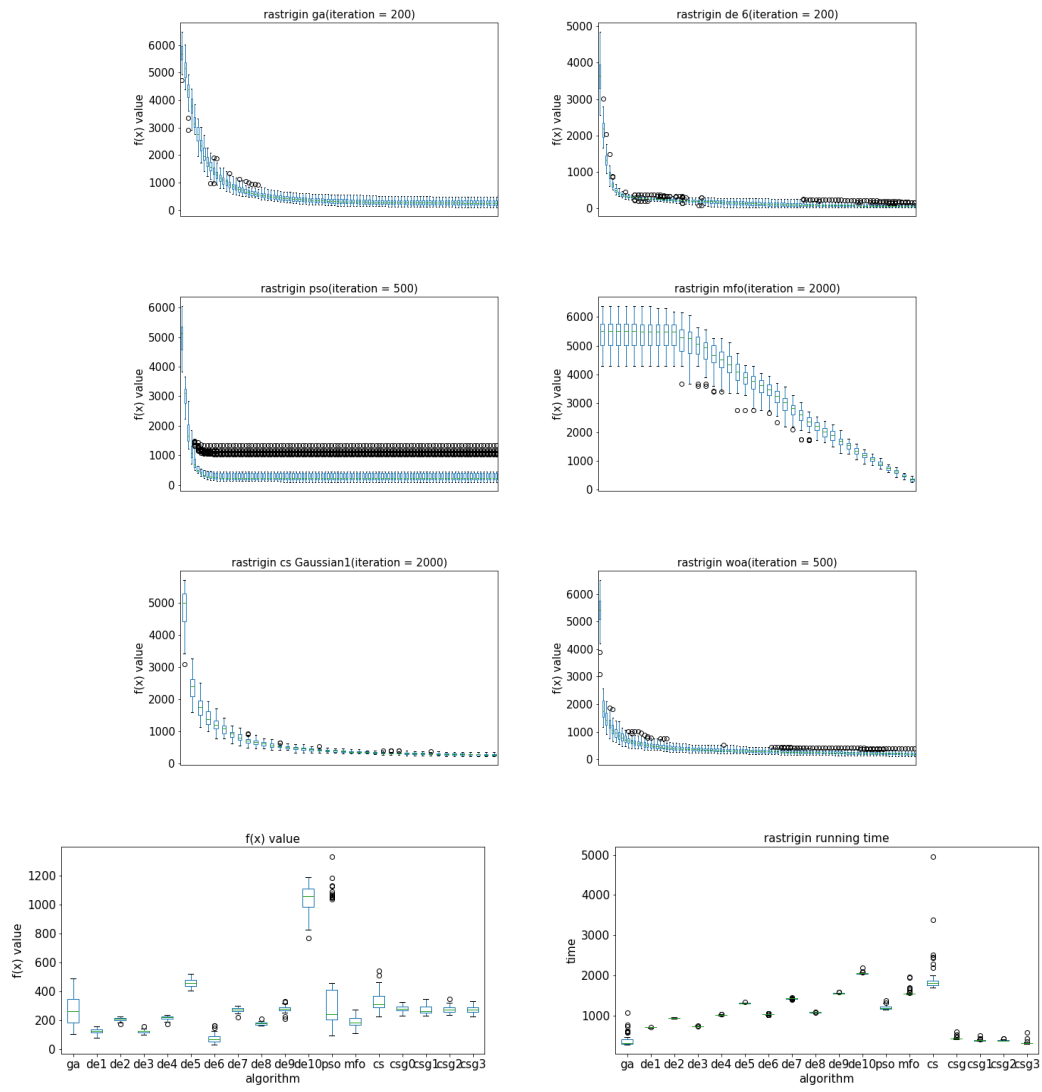 rastrigin ga(iteration = 200)
f(x) value
6000
5000
4000
3000
2000
1000
0
rastrigin de 6(iteration = 200)
f(x) value
5000
4000
3000
2000
1000
0
rastrigin pso(iteration = 500)
f(x) value
6000
5000
4000
3000
2000
1000
0
rastrigin mfo(iteration = 2000)
f(x) value
6000
5000
4000
3000
2000
1000
0
rastrigin cs Gaussian1(iteration = 2000)
f(x) value
5000
4000
3000
2000
1000
0
rastrigin woa(iteration = 500)
f(x) value
6000
5000
4000
3000
2000
1000
0
f(x) value
f(x) value
1200
1000
800
600
400
200
0
ga de1 de2 de3 de4 de5 de6 de7 de8 de9 de10 pso mfo cs csg0 csg1 csg2 csg3
algorithm
rastrigin running time
time
5000
4000
3000
2000
1000
ga de1 de2 de3 de4 de5 de6 de7 de8 de9 de10 pso mfo cs csg csg1 csg2 csg3
algorithm